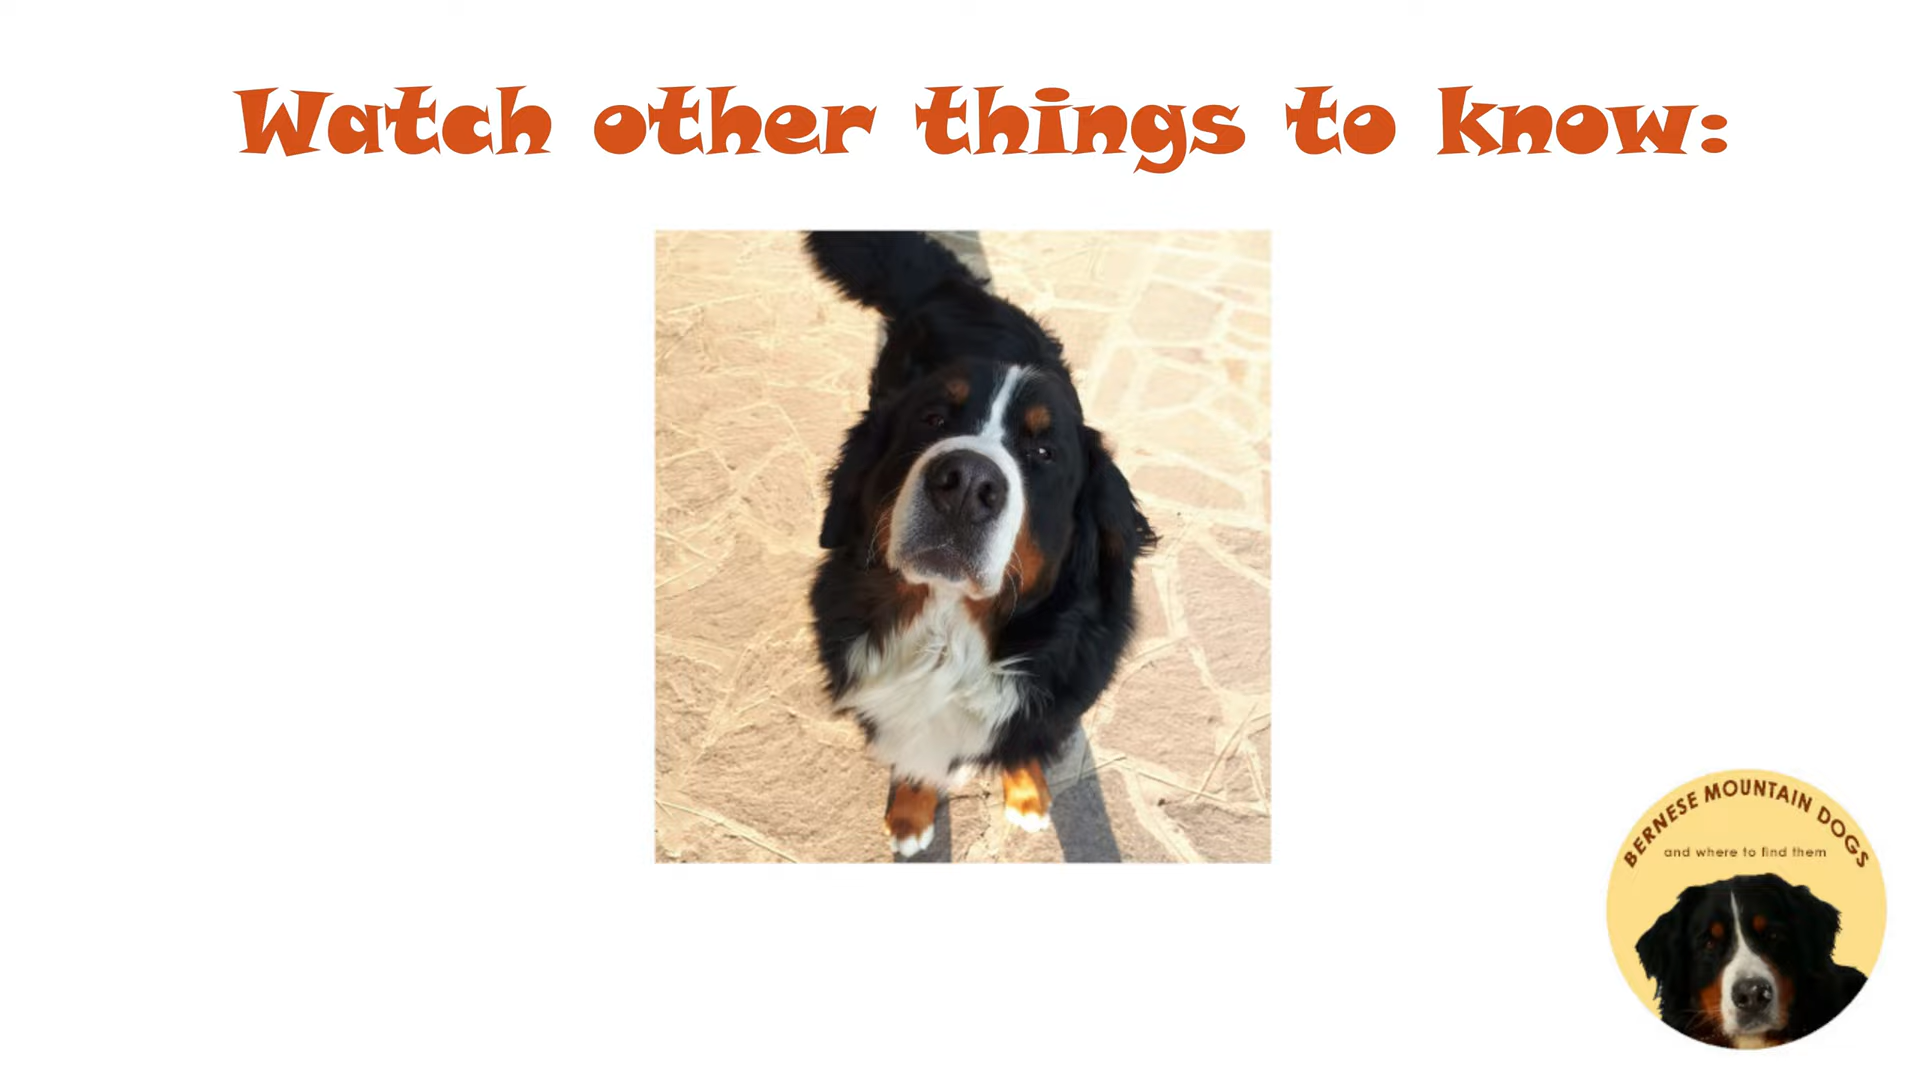 Watch other things to know:
BERNESE MOUNTAIN DOGS
and where to find them